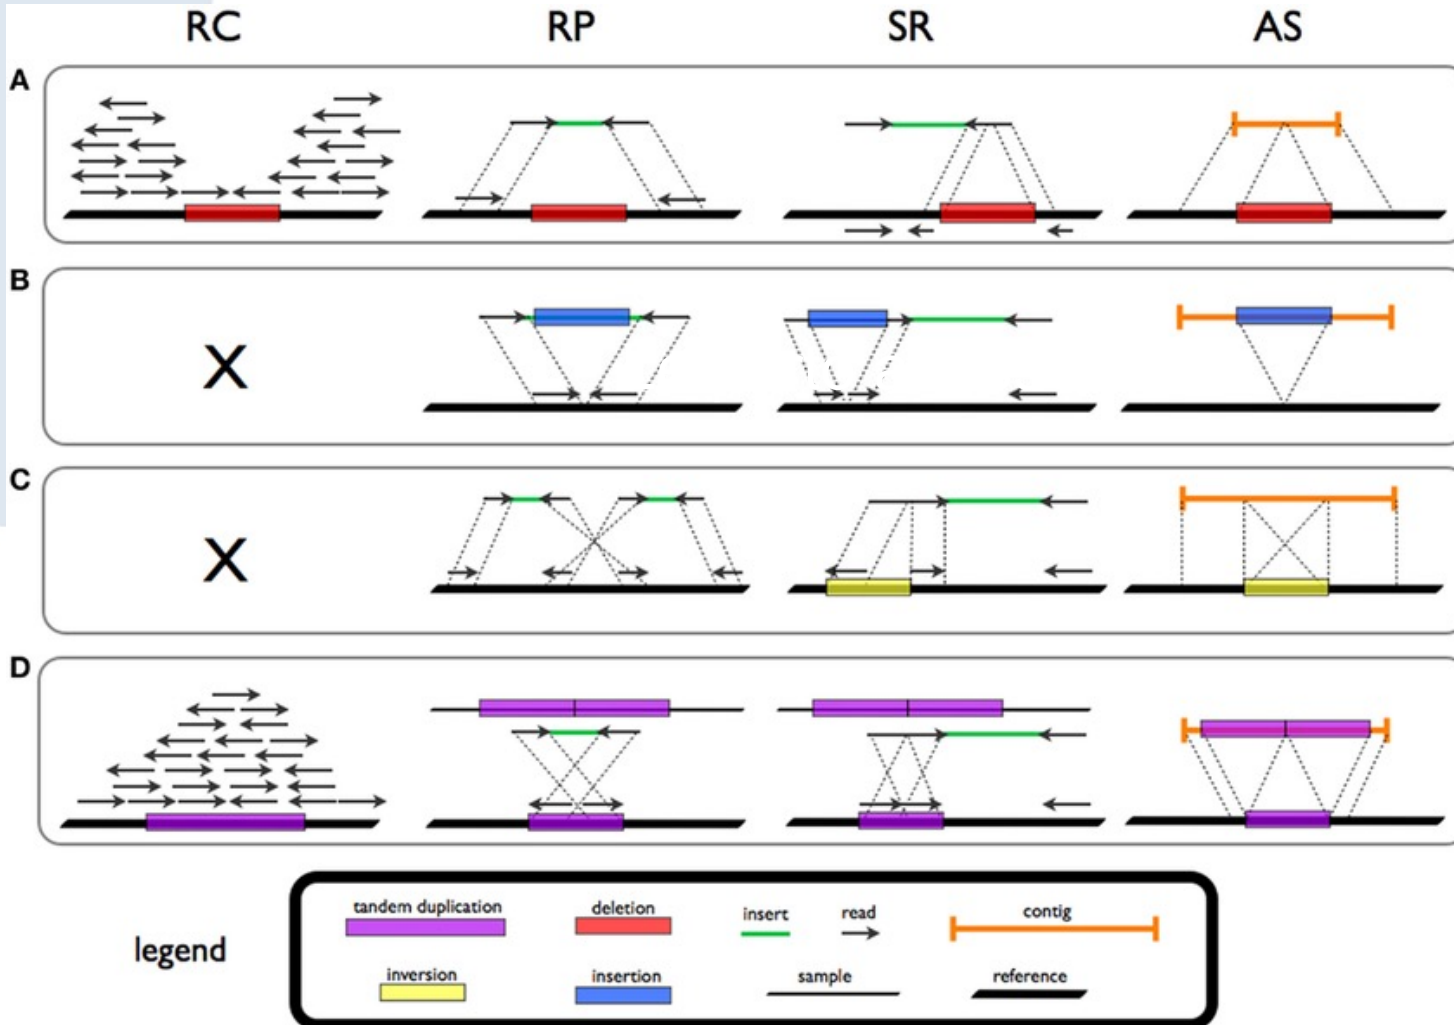 RC RP SR AS
A
B
X
C
X
D
legend
tandem duplication deletion insert read contig
inversion insertion sample reference